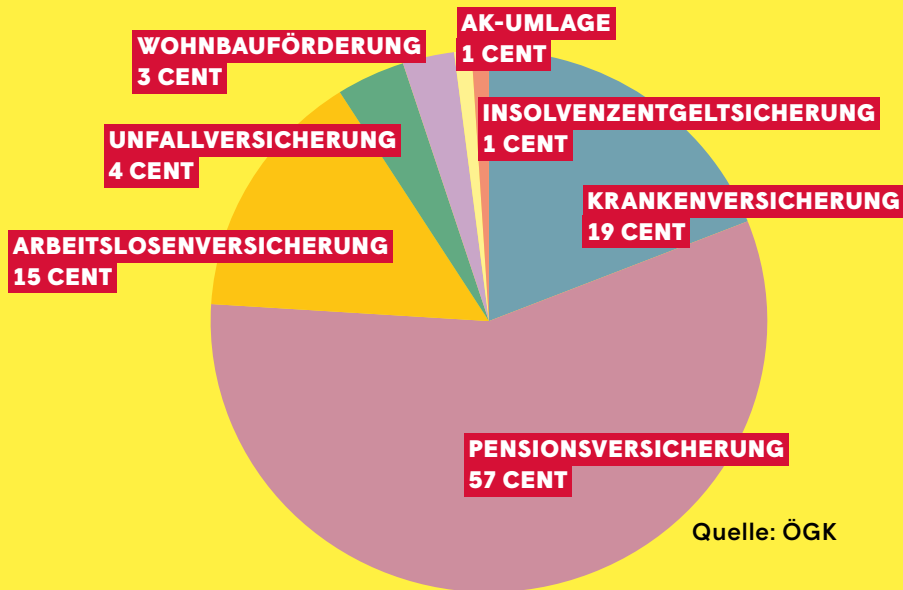 AK-UMLAGE
1 CENT
WOHNBAUFÖRDERUNG
3 CENT
INSOLVENZENTGELTSICHERUNG
1 CENT
UNFALLVERSICHERUNG
4 CENT
KRANKENVERSICHERUNG
19 CENT
ARBEITSLOSENVERSICHERUNG
15 CENT
PENSIONSVERSICHERUNG
57 CENT
Quelle: ÖGK